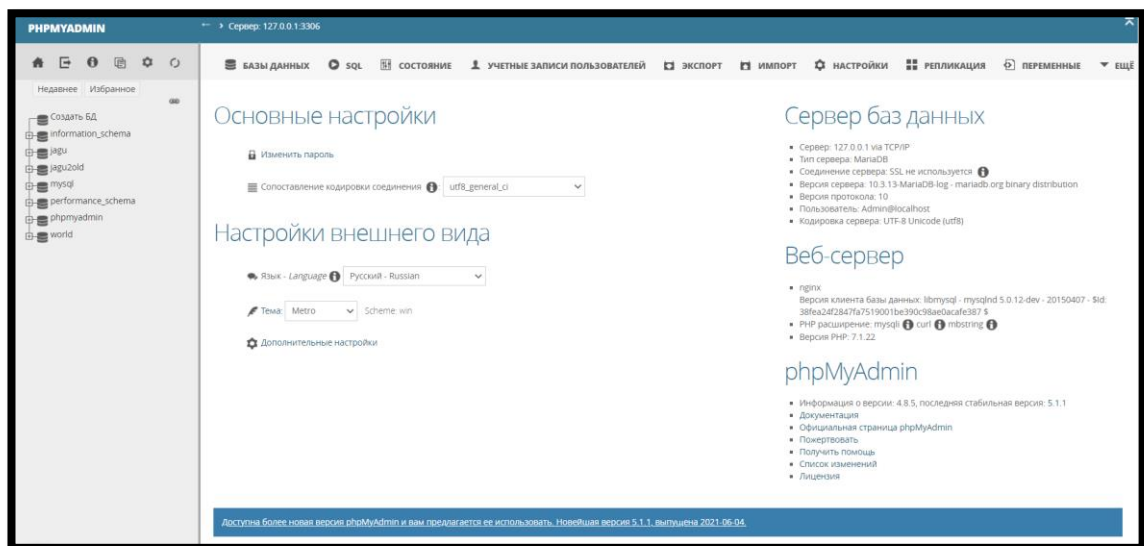 PHPMYADMIN
← › Сервер: 127.0.0.1:3306
БАЗЫ ДАННЫХ SQL СОСТОЯНИЕ УЧЕТНЫЕ ЗАПИСИ ПОЛЬЗОВАТЕЛЕЙ ЭКСПОРТ ИМПОРТ НАСТРОЙКИ РЕПЛИКАЦИЯ ПЕРЕМЕННЫЕ ЕЩЁ
Недавнее Избранное
Создать БД
information_schema
jagu
jagu2old
mysql
performance_schema
phpmyadmin
world
Основные настройки
Изменить пароль
Сопоставление кодировки соединения utf8_general_ci
Настройки внешнего вида
Язык - Language Русский - Russian
Тема: Metro Scheme: win
Дополнительные настройки
Сервер баз данных
Сервер: 127.0.0.1 via TCP/IP
Тип сервера: MariaDB
Соединение сервера: SSL не используется
Версия сервера: 10.3.13-MariaDB-log - mariadb.org binary distribution
Версия протокола: 10
Пользователь: Admin@localhost
Кодировка сервера: UTF-8 Unicode (utf8)
Веб-сервер
nginx
Версия клиента базы данных: libmysql - mysqlnd 5.0.12-dev - 20150407 - $Id:
38fea24f2847fa7519001be390c98ae0acafe387 $
PHP расширение: mysqli curl mbstring
Версия PHP: 7.1.22
phpMyAdmin
Информация о версии: 4.8.5, последняя стабильная версия: 5.1.1
Документация
Официальная страница phpMyAdmin
Пожертвовать
Получить помощь
Список изменений
Лицензия
Доступна более новая версия phpMyAdmin и вам предлагается ее использовать. Новейшая версия 5.1.1, выпущена 2021-06-04.